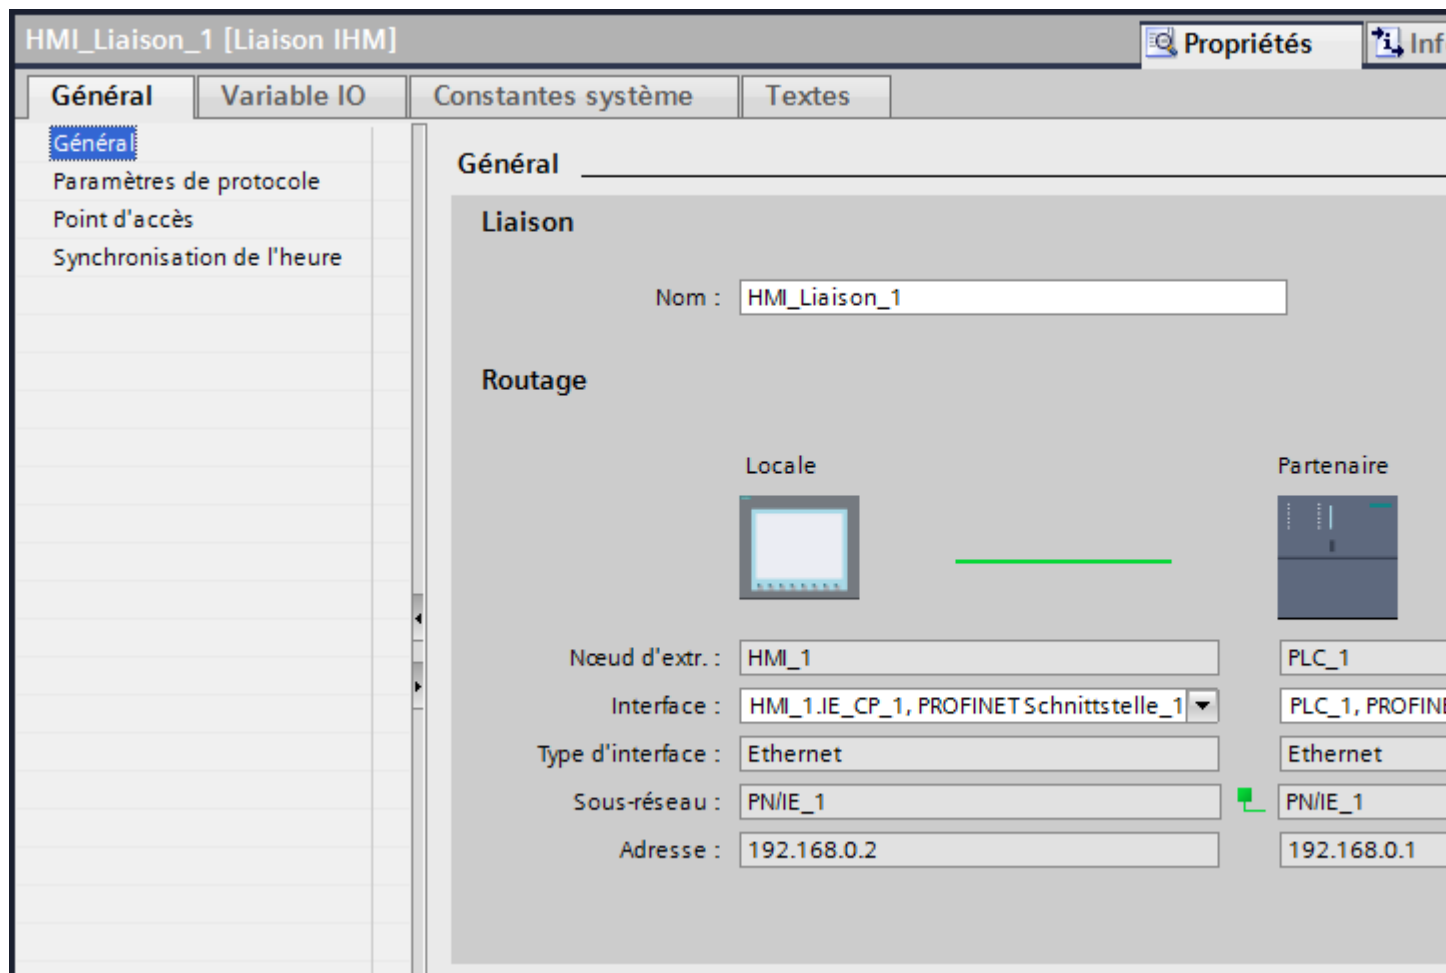 HMI_Liaison_1 [Liaison IHM]
Propriétés
Inf
Général
Variable IO
Constantes système
Textes
Général
Paramètres de protocole
Point d'accès
Synchronisation de l'heure
Général
Liaison
Nom : HMI_Liaison_1
Routage
Locale Partenaire
Nœud d'extr. : HMI_1 PLC_1
Interface : HMI_1.IE_CP_1, PROFINET Schnittstelle_1 PLC_1, PROFINE
Type d'interface : Ethernet Ethernet
Sous-réseau : PN/IE_1 PN/IE_1
Adresse : 192.168.0.2 192.168.0.1